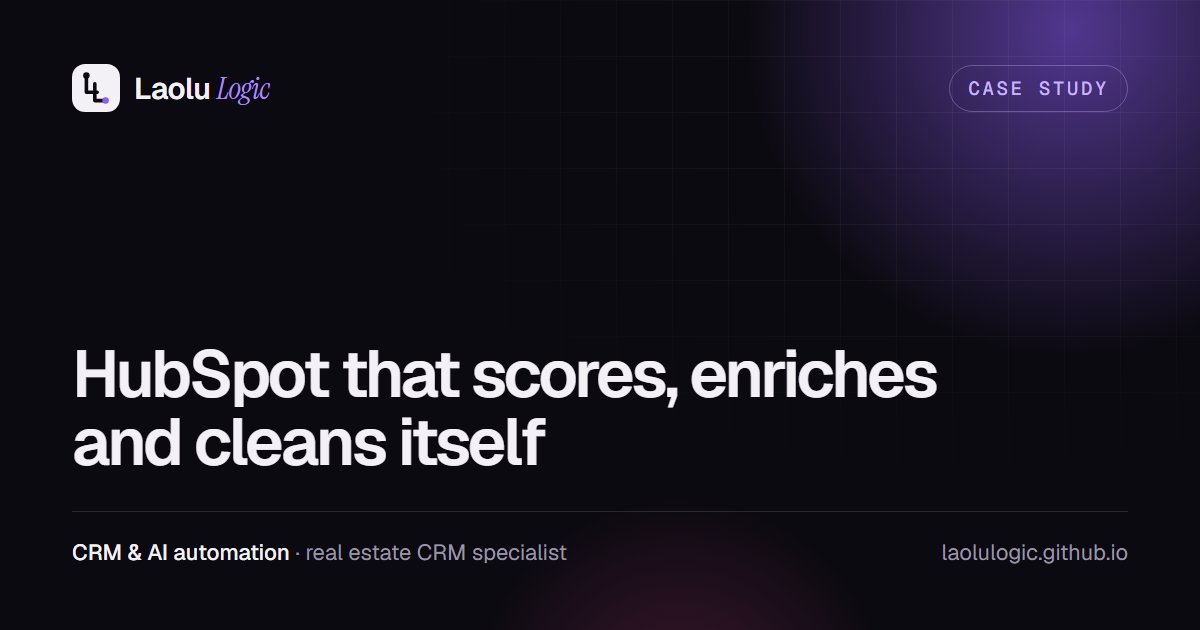 Laolu Logic
CASE STUDY
HubSpot that scores, enriches
and cleans itself
CRM & AI automation · real estate CRM specialist
laolulogic.github.io